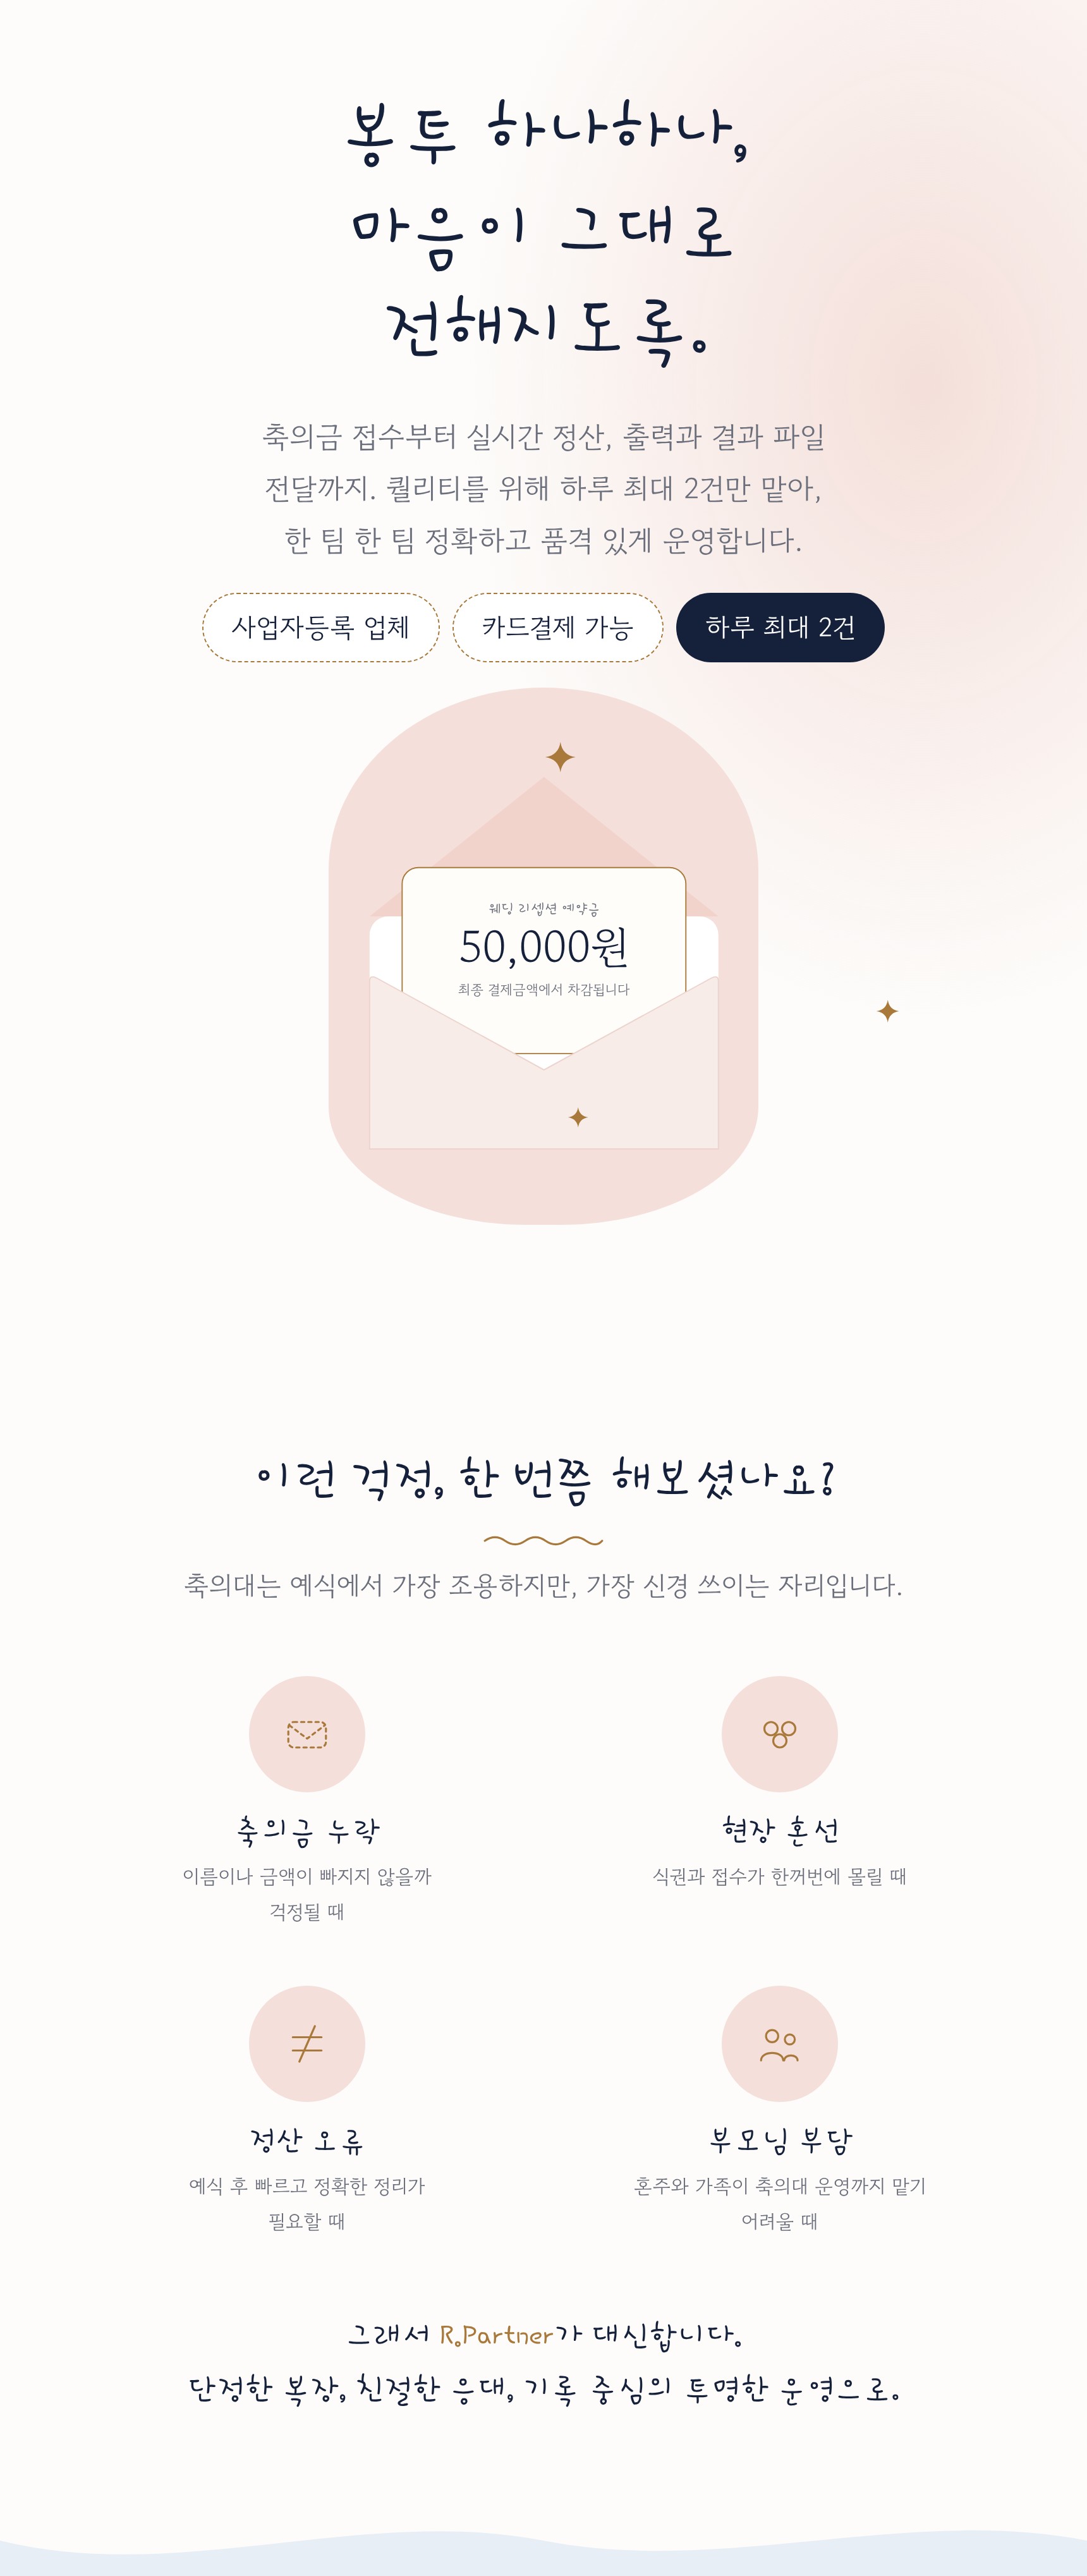 봉투 하나하나,
마음이 그대로
전해지도록.
축의금 접수부터 실시간 정산, 출력과 결과 파일
전달까지. 퀄리티를 위해 하루 최대 2건만 맡아,
한 팀 한 팀 정확하고 품격 있게 운영합니다.
사업자등록 업체
카드결제 가능
하루 최대 2건
웨딩 리셉션 예약금
50,000원
최종 결제금액에서 차감됩니다
이런 걱정, 한 번쯤 해보셨나요?
축의대는 예식에서 가장 조용하지만, 가장 신경 쓰이는 자리입니다.
축의금 누락
이름이나 금액이 빠지지 않을까
걱정될 때
현장 혼선
식권과 접수가 한꺼번에 몰릴 때
정산 오류
예식 후 빠르고 정확한 정리가
필요할 때
부모님 부담
혼주와 가족이 축의대 운영까지 맡기
어려울 때
그래서 R.Partner가 대신합니다.
단정한 복장, 친절한 응대, 기록 중심의 투명한 운영으로.